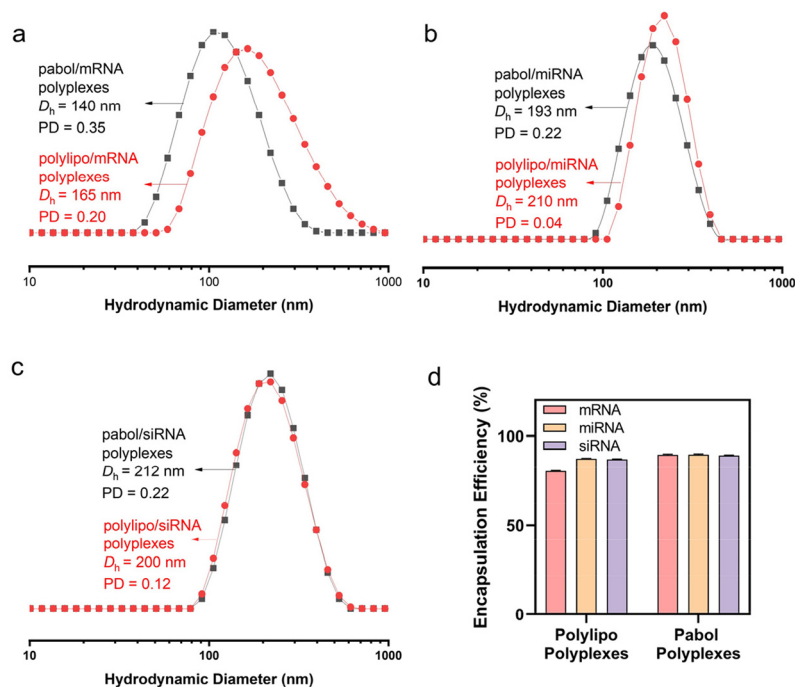 a
pabol/mRNA
polyplexes
Dh = 140 nm
PD = 0.35
polylipo/mRNA
polyplexes
Dh = 165 nm
PD = 0.20
10
100
1000
Hydrodynamic Diameter (nm)
b
pabol/miRNA
polyplexes
Dh = 193 nm
PD = 0.22
polylipo/miRNA
polyplexes
Dh = 210 nm
PD = 0.04
10
100
1000
Hydrodynamic Diameter (nm)
c
pabol/siRNA
polyplexes
Dh = 212 nm
PD = 0.22
polylipo/siRNA
polyplexes
Dh = 200 nm
PD = 0.12
10
100
1000
Hydrodynamic Diameter (nm)
d
Encapsulation Efficiency (%)
100
50
0
mRNA
miRNA
siRNA
Polylipo
Polyplexes
Pabol
Polyplexes